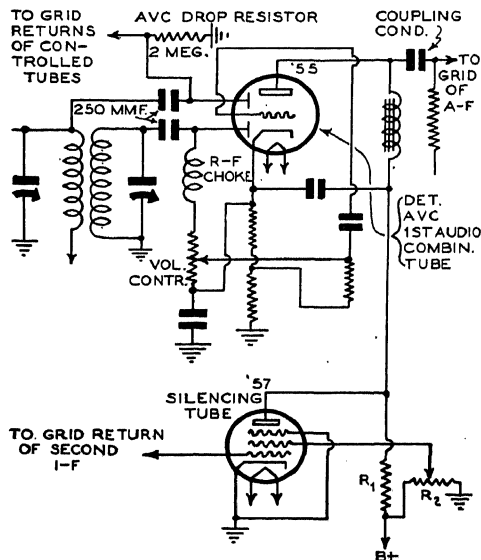 TO GRID
RETURNS
OF CON-
TROLLED
TUBES
AVC DROP RESISTOR
2 MEG.
COUPLING
COND.
'55
TO
GRID
OF
A-F
250 MMF.
R-F
CHOKE
VOL.
CONTR.
DET.
AVC
1ST AUDIO
COMBIN.
TUBE
'57
SILENCING
TUBE
TO. GRID RETURN
OF SECOND
I-F
R1
R2
B+